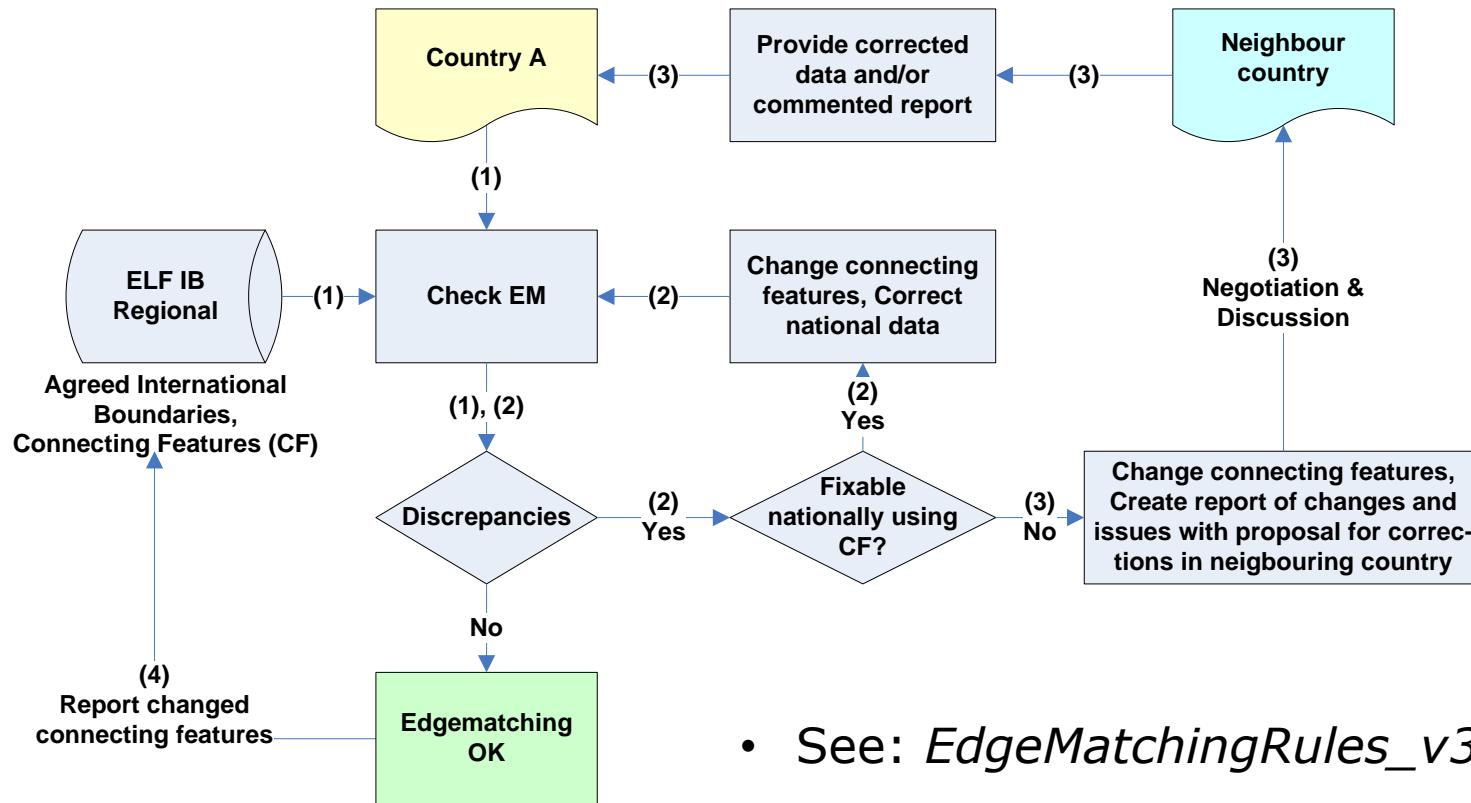 Country A
(3)
Provide corrected
data and/or
commented report
(3)
Neighbour
country
(1)
ELF IB
Regional
(1)
Check EM
(2)
Change connecting
features, Correct
national data
(3)
Negotiation &
Discussion
Agreed International
Boundaries,
Connecting Features (CF)
(1), (2)
(2)
Yes
Discrepancies
(2)
Yes
Fixable
nationally using
CF?
(3)
No
Change connecting features,
Create report of changes and
issues with proposal for correc-
tions in neigbouring country
No
(4)
Report changed
connecting features
Edgematching
OK
• See: EdgeMatchingRules_v3